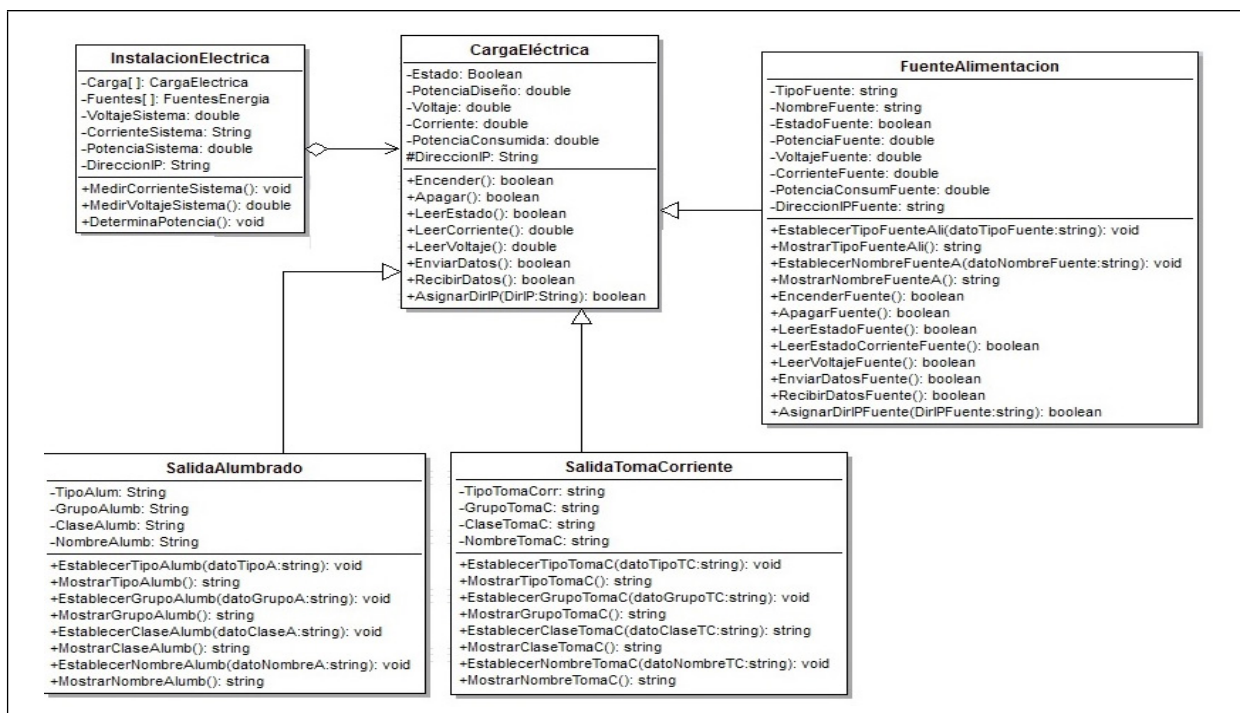 InstalacionElectrica
-Carga[ ]: CargaElectrica
-Fuentes[ ]: FuentesEnergia
-VoltajeSistema: double
-CorrienteSistema: String
-PotenciaSistema: double
-DireccionIP: String
+MedirCorrienteSistema(): void
+MedirVoltajeSistema(): double
+DeterminaPotencia(): void
CargaEléctrica
-Estado: Boolean
-PotenciaDiseño: double
-Voltaje: double
-Corriente: double
-PotenciaConsumida: double
#DireccionIP: String
+Encender(): boolean
+Apagar(): boolean
+LeerEstado(): boolean
+LeerCorriente(): double
+LeerVoltaje(): double
+EnviarDatos(): boolean
+RecibirDatos(): boolean
+AsignarDirIP(DirIP:String): boolean
FuenteAlimentacion
-TipoFuente: string
-NombreFuente: string
-EstadoFuente: boolean
-PotenciaFuente: double
-VoltajeFuente: double
-CorrienteFuente: double
-PotenciaConsumFuente: double
-DireccionIPFuente: string
+EstablecerTipoFuenteAli(datoTipoFuente:string): void
+MostrarTipoFuenteAli(): string
+EstablecerNombreFuenteA(datoNombreFuente:string): void
+MostrarNombreFuenteA(): string
+EncenderFuente(): boolean
+ApagarFuente(): boolean
+LeerEstadoFuente(): boolean
+LeerEstadoCorrienteFuente(): boolean
+LeerVoltajeFuente(): boolean
+EnviarDatosFuente(): boolean
+RecibirDatosFuente(): boolean
+AsignarDirIPFuente(DirIPFuente:string): boolean
SalidaAlumbrado
-TipoAlum: String
-GrupoAlumb: String
-ClaseAlumb: String
-NombreAlumb: String
+EstablecerTipoAlumb(datoTipoA:string): void
+MostrarTipoAlumb(): string
+EstablecerGrupoAlumb(datoGrupoA:string): void
+MostrarGrupoAlumb(): string
+EstablecerClaseAlumb(datoClaseA:string): void
+MostrarClaseAlumb(): string
+EstablecerNombreAlumb(datoNombreA:string): void
+MostrarNombreAlumb(): string
SalidaTomaCorriente
-TipoTomaCorr: string
-GrupoTomaC: string
-ClaseTomaC: string
-NombreTomaC: string
+EstablecerTipoTomaC(datoTipoTC:string): void
+MostrarTipoTomaC(): string
+EstablecerGrupoTomaC(datoGrupoTC:string): void
+MostrarGrupoTomaC(): string
+EstablecerClaseTomaC(datoClaseTC:string): string
+MostrarClaseTomaC(): string
+EstablecerNombreTomaC(datoNombreTC:string): void
+MostrarNombreTomaC(): string